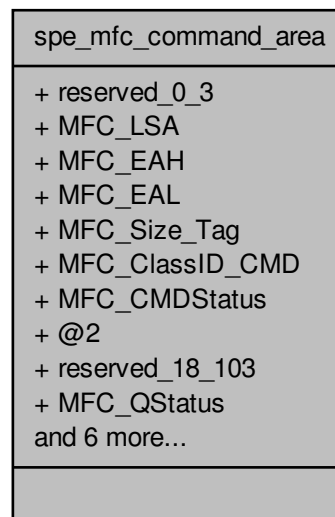 spe_mfc_command_area
+ reserved_0_3
+ MFC_LSA
+ MFC_EAH
+ MFC_EAL
+ MFC_Size_Tag
+ MFC_ClassID_CMD
+ MFC_CMDStatus
+ @2
+ reserved_18_103
+ MFC_QStatus
and 6 more...